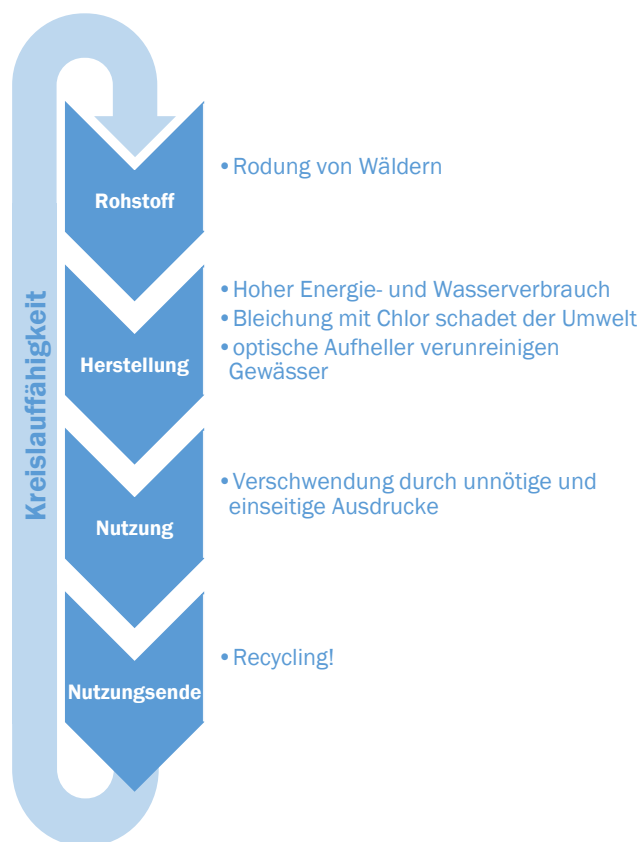 Kreislauffähigkeit
Rohstoff
• Rodung von Wäldern
Herstellung
• Hoher Energie- und Wasserverbrauch
• Bleichung mit Chlor schadet der Umwelt
• optische Aufheller verunreinigen
Gewässer
Nutzung
• Verschwendung durch unnötige und
einseitige Ausdrucke
Nutzungsende
• Recycling!